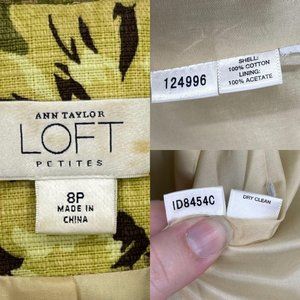 ANN TAYLOR
LOFT
PETITES
8P
MADE IN
CHINA
124996
SHELL:
100% COTTON
LINING:
100% ACETATE
ID8454C
DRY CLEAN